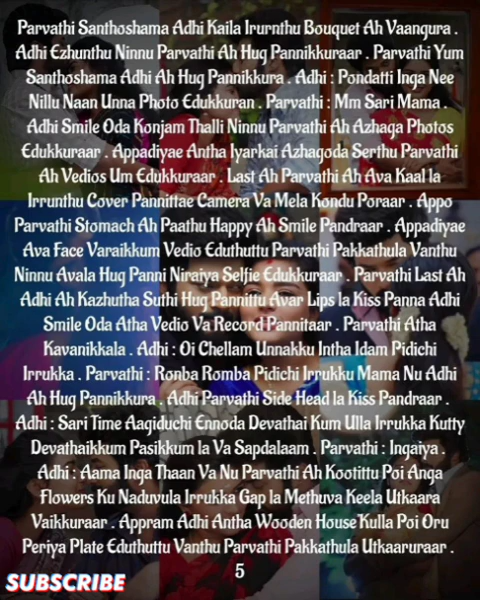 Parvathi Santhoshama Adhi Kaila Irurnthu Bouquet Ah Vaangura .
Adhi Ezhunthu Ninnu Parvathi Ah Hug Pannikkuraar . Parvathi Yum
Santhoshama Adhi Ah Hug Pannikkura . Adhi : Pondatti Inga Nee
Nillu Naan Unna Photo Edukkuran . Parvathi : Mm Sari Mama .
Adhi Smile Oda Konjam Thalli Ninnu Parvathi Ah Azhaga Photos
Edukkuraar . Appadiyae Antha Iyarkai Azhagoda Serthu Parvathi
Ah Vedios Um Edukkuraar . Last Ah Parvathi Ah Ava Kaal la
Irrunthu Cover Pannittae Camera Va Mela Kondu Poraar . Appo
Parvathi Stomach Ah Paathu Happy Ah Smile Pandraar . Appadiyae
Ava Face Varaikkum Vedio Eduthuttu Parvathi Pakkathula Vanthu
Ninnu Avala Hug Panni Niraiya Selfie Edukkuraar . Parvathi Last Ah
Adhi Ah Kazhutha Suthi Hug Pannittu Avar Lips la Kiss Panna Adhi
Smile Oda Atha Vedio Va Record Pannitaar . Parvathi Atha
Kavanikkala . Adhi : Oi Chellam Unnakku Intha Idam Pidichi
Irrukka . Parvathi : Ronba Romba Pidichi Irrukku Mama Nu Adhi
Ah Hug Pannikkura . Adhi Parvathi Side Head la Kiss Pandraar .
Adhi : Sari Time Aagiduchi Ennoda Devathai Kum Ulla Irrukka Kutty
Devathaikkum Pasikkum la Va Sapdalaam . Parvathi : Ingaiya .
Adhi : Aama Inga Thaan Va Nu Parvathi Ah Kootittu Poi Anga
Flowers Ku Naduvula Irrukka Gap la Methuva Keela Utkaara
Vaikkuraar . Appram Adhi Antha Wooden House Kulla Poi Oru
Periya Plate Eduthuttu Vanthu Parvathi Pakkathula Utkaaruraar .
5
SUBSCRIBE